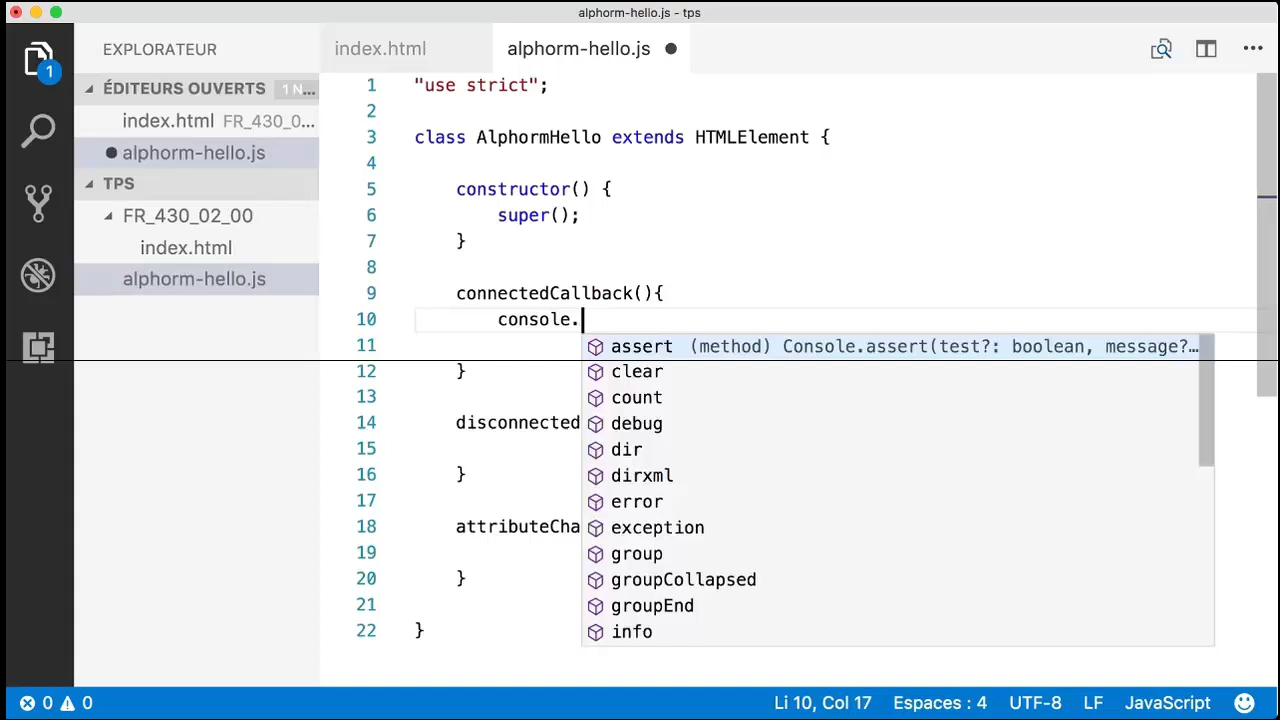 alphorm-hello.js - tps
EXPLORATEUR
index.html
alphorm-hello.js
ÉDITEURS OUVERTS 1 N...
index.html FR_430_0...
alphorm-hello.js
TPS
FR_430_02_00
index.html
alphorm-hello.js
1
1 "use strict";
2
3 class AlphormHello extends HTMLElement {
4
5 constructor() {
6 super();
7 }
8
9 connectedCallback(){
10 console.
11
12 }
13
14 disconnected
15
16 }
17
18 attributeCha
19
20 }
21
22 }
assert (method) Console.assert(test?: boolean, message?...
clear
count
debug
dir
dirxml
error
exception
group
groupCollapsed
groupEnd
info
0 0
Li 10, Col 17 Espaces : 4 UTF-8 LF JavaScript